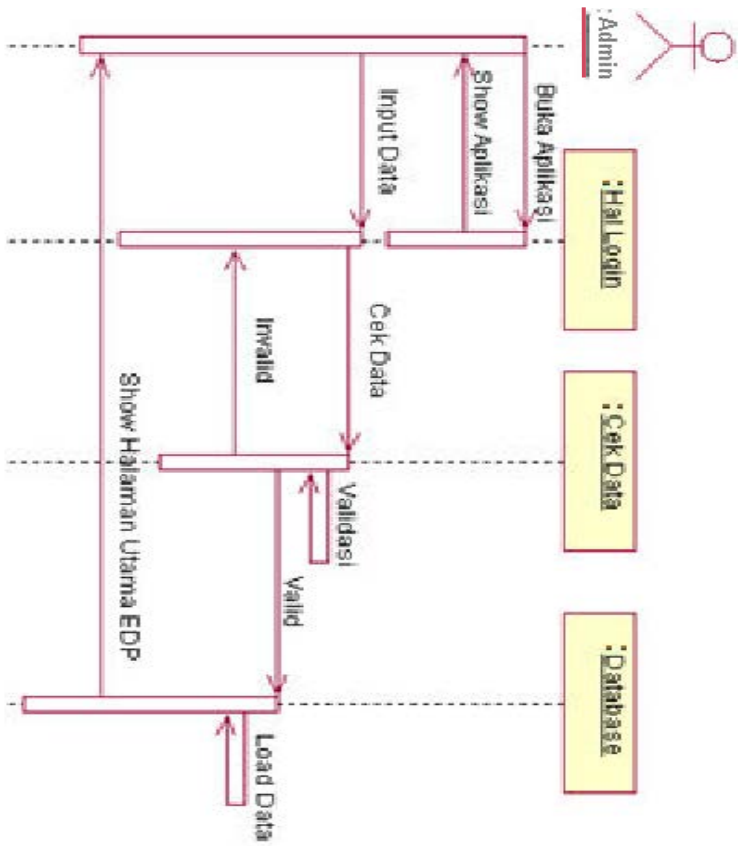 : Admin
: Hal Login
: Cek Data
: Database
Buka Aplikasi
Show Aplikasi
Input Data
Cek Data
Validasi
Valid
Invalid
Load Data
Show Halaman Utama EDP